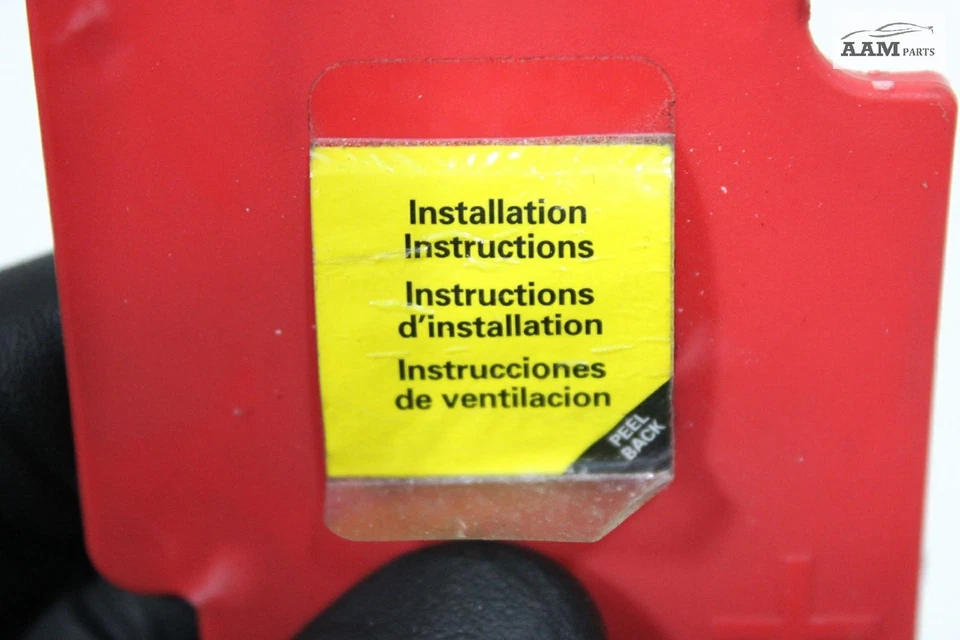 AAM PARTS
Installation
Instructions
Instructions
d'installation
Instrucciones
de ventilacion
PEEL
BACK